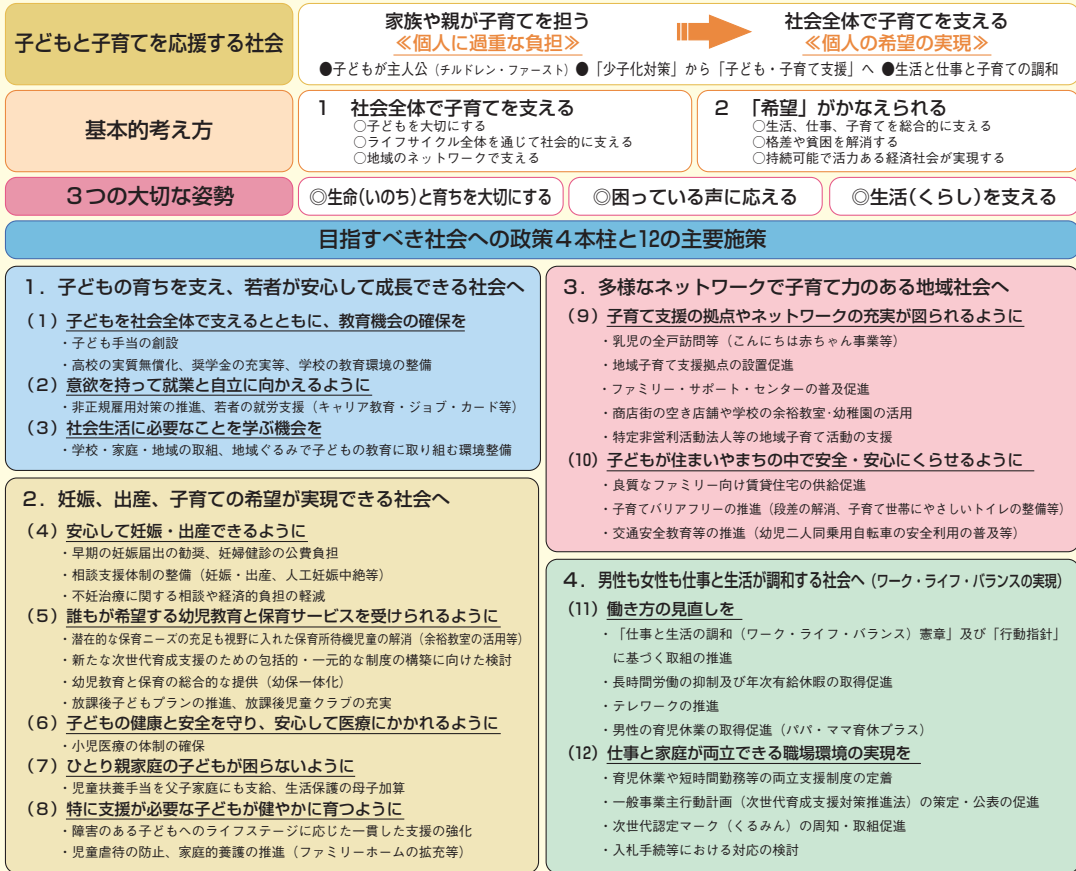 子どもと子育てを応援する社会
家族や親が子育てを担う
≪個人に過重な負担≫
社会全体で子育てを支える
≪個人の希望の実現≫
●子どもが主人公（チルドレン・ファースト）●「少子化対策」から「子ども・子育て支援」へ ●生活と仕事と子育ての調和
基本的考え方
1 社会全体で子育てを支える
○子どもを大切にする
○ライフサイクル全体を通じて社会的に支える
○地域のネットワークで支える
2 「希望」がかなえられる
○生活、仕事、子育てを総合的に支える
○格差や貧困を解消する
○持続可能で活力ある経済社会が実現する
3つの大切な姿勢
◎生命(いのち)と育ちを大切にする
◎困っている声に応える
◎生活(くらし)を支える
目指すべき社会への政策4本柱と12の主要施策
1．子どもの育ちを支え、若者が安心して成長できる社会へ
(1) 子どもを社会全体で支えるとともに、教育機会の確保を
・子ども手当の創設
・高校の実質無償化、奨学金の充実等、学校の教育環境の整備
(2) 意欲を持って就業と自立に向かえるように
・非正規雇用対策の推進、若者の就労支援（キャリア教育・ジョブ・カード等）
(3) 社会生活に必要なことを学ぶ機会を
・学校・家庭・地域の取組、地域ぐるみで子どもの教育に取り組む環境整備
2．妊娠、出産、子育ての希望が実現できる社会へ
(4) 安心して妊娠・出産できるように
・早期の妊娠届出の勧奨、妊婦健診の公費負担
・相談支援体制の整備（妊娠・出産、人工妊娠中絶等）
・不妊治療に関する相談や経済的負担の軽減
(5) 誰もが希望する幼児教育と保育サービスを受けられるように
・潜在的な保育ニーズの充足も視野に入れた保育所待機児童の解消（余裕教室の活用等）
・新たな次世代育成支援のための包括的・一元的な制度の構築に向けた検討
・幼児教育と保育の総合的な提供（幼保一体化）
・放課後子どもプランの推進、放課後児童クラブの充実
(6) 子どもの健康と安全を守り、安心して医療にかかれるように
・小児医療の体制の確保
(7) ひとり親家庭の子どもが困らないように
・児童扶養手当を父子家庭にも支給、生活保護の母子加算
(8) 特に支援が必要な子どもが健やかに育つように
・障害のある子どもへのライフステージに応じた一貫した支援の強化
・児童虐待の防止、家庭的養護の推進（ファミリーホームの拡充等）
3．多様なネットワークで子育て力のある地域社会へ
(9) 子育て支援の拠点やネットワークの充実が図られるように
・乳児の全戸訪問等（こんにちは赤ちゃん事業等）
・地域子育て支援拠点の設置促進
・ファミリー・サポート・センターの普及促進
・商店街の空き店舗や学校の余裕教室・幼稚園の活用
・特定非営利活動法人等の地域子育て活動の支援
(10) 子どもが住まいやまちの中で安全・安心にくらせるように
・良質なファミリー向け賃貸住宅の供給促進
・子育てバリアフリーの推進（段差の解消、子育て世帯にやさしいトイレの整備等）
・交通安全教育等の推進（幼児二人同乗用自転車の安全利用の普及等）
4．男性も女性も仕事と生活が調和する社会へ（ワーク・ライフ・バランスの実現）
(11) 働き方の見直しを
・「仕事と生活の調和（ワーク・ライフ・バランス）憲章」及び「行動指針」
に基づく取組の推進
・長時間労働の抑制及び年次有給休暇の取得促進
・テレワークの推進
・男性の育児休業の取得促進（パパ・ママ育休プラス）
(12) 仕事と家庭が両立できる職場環境の実現を
・育児休業や短時間勤務等の両立支援制度の定着
・一般事業主行動計画（次世代育成支援対策推進法）の策定・公表の促進
・次世代認定マーク（くるみん）の周知・取組促進
・入札手続等における対応の検討